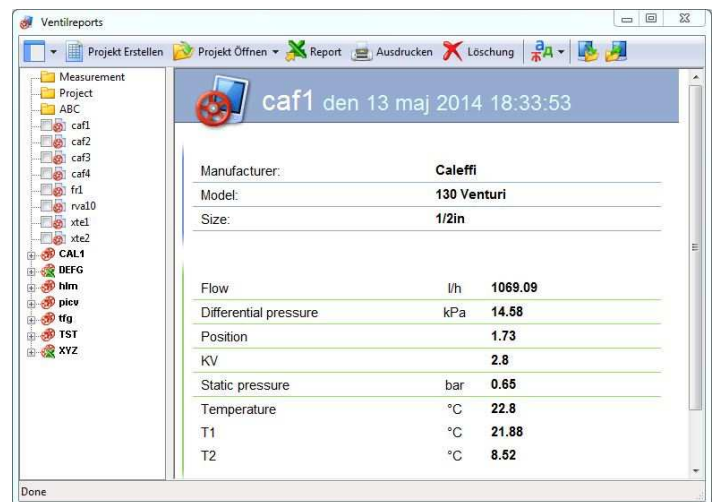 Ventilreports
Projekt Erstellen Projekt Öffnen Report Ausdrucken Löschung
Measurement
Project
ABC
caf1
caf2
caf3
caf4
fr1
rva10
xte1
xte2
CAL1
DEFG
hlm
picv
tfg
TST
XYZ
caf1 den 13 maj 2014 18:33:53
Manufacturer: Caleffi
Model: 130 Venturi
Size: 1/2in
Flow l/h 1069.09
Differential pressure kPa 14.58
Position 1.73
KV 2.8
Static pressure bar 0.65
Temperature °C 22.8
T1 °C 21.88
T2 °C 8.52
Done